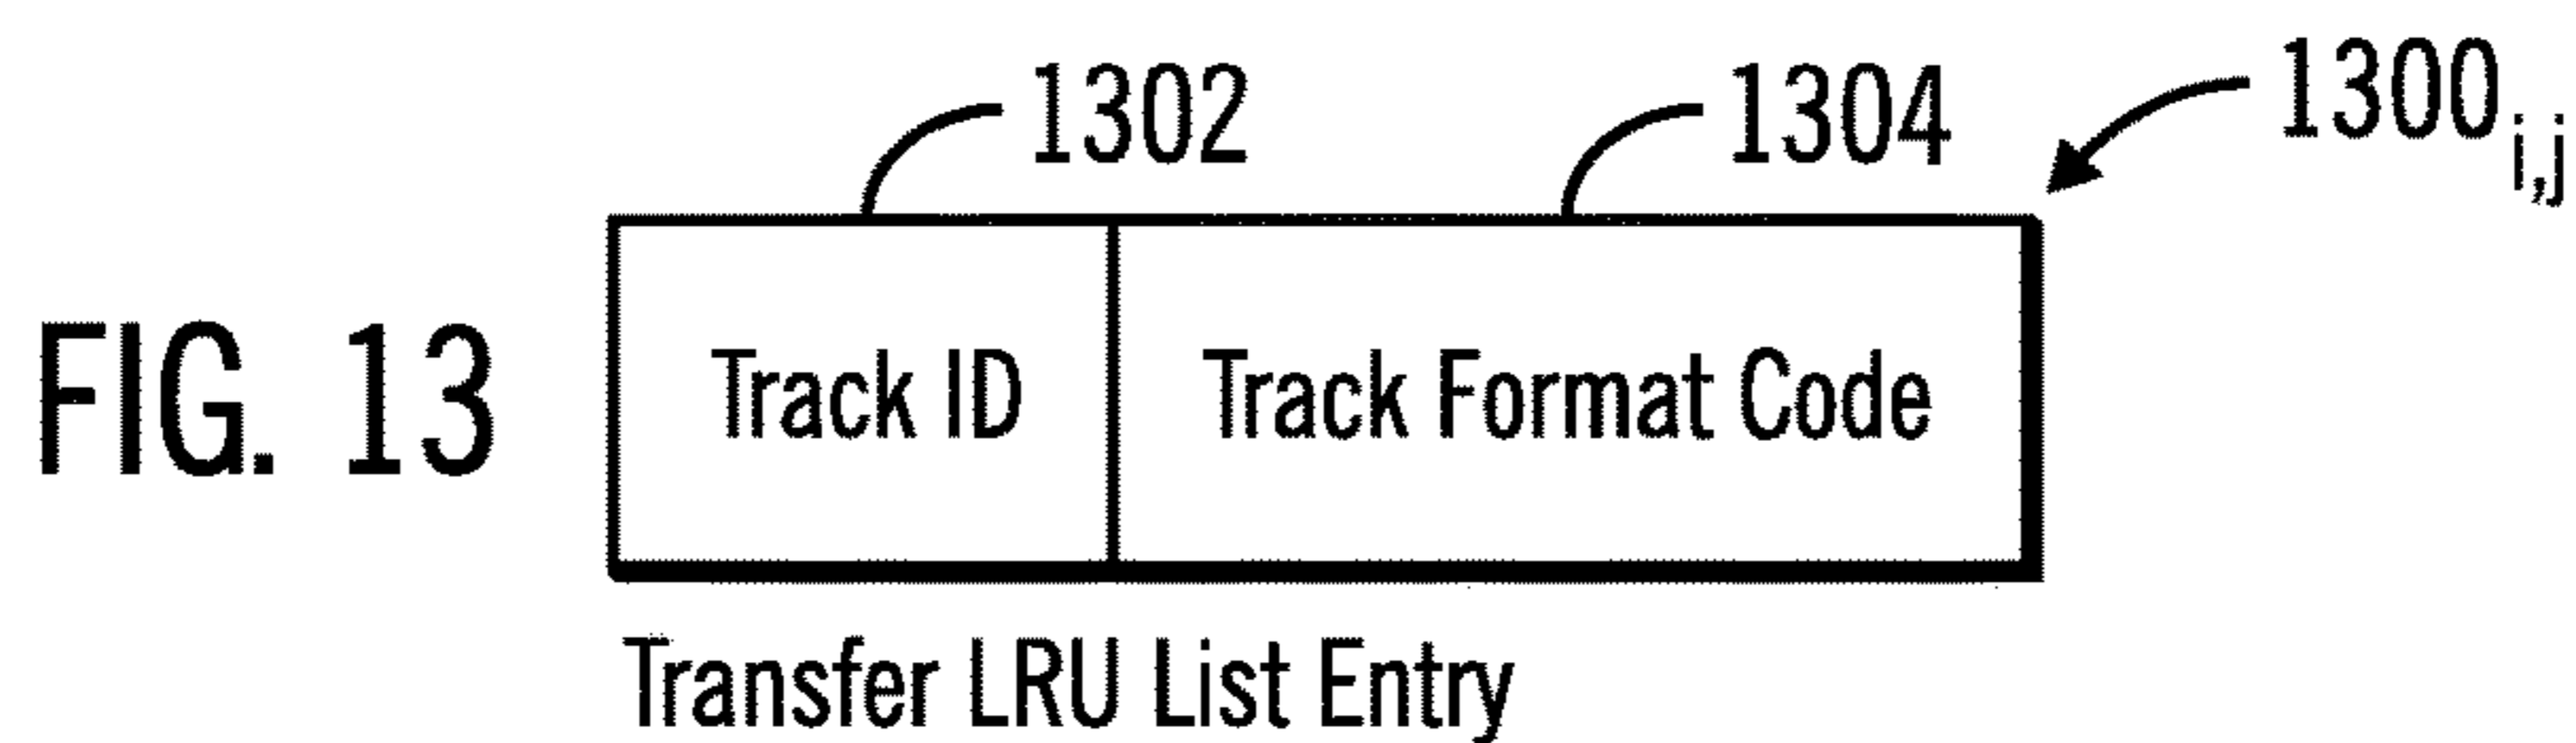 1302 1304 1300i,j
FIG. 13 Track ID Track Format Code
Transfer LRU List Entry